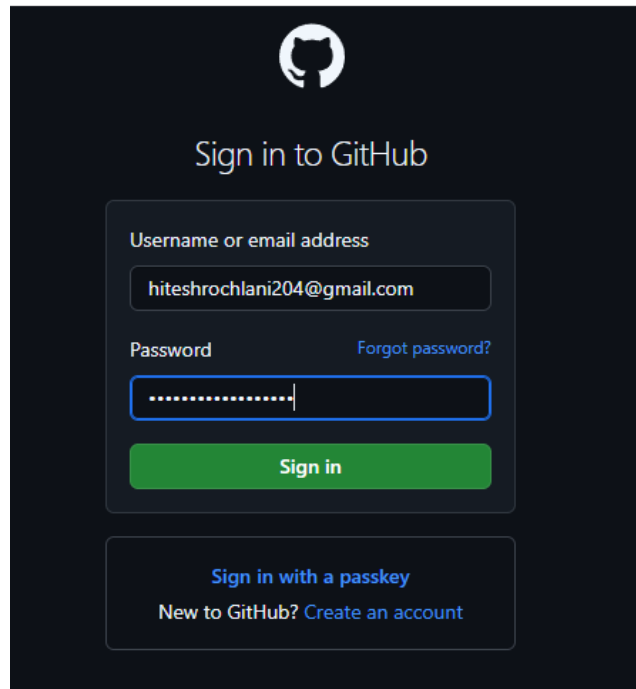 Sign in to GitHub
Username or email address
hiteshrochlani204@gmail.com
Password Forgot password?
••••••••••••••••••
Sign in
Sign in with a passkey
New to GitHub? Create an account